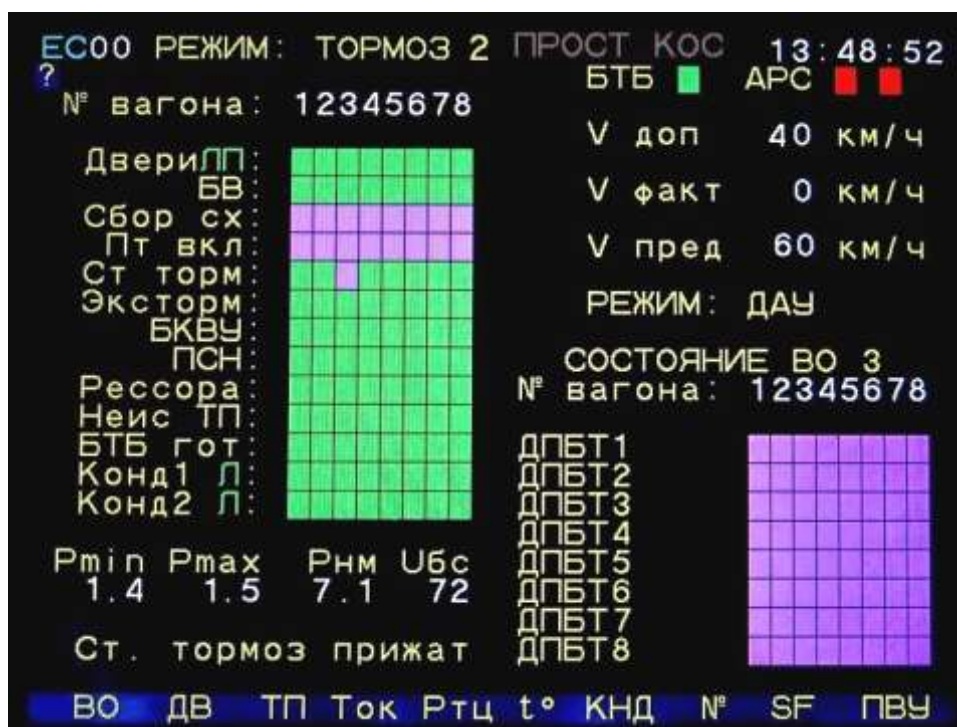 ЕС00 РЕЖИМ: ТОРМОЗ 2 ПРОСТ КОС 13:48:52
?
БТБ АРС
№ вагона: 12345678
V доп 40 км/ч
ДвериЛП:
БВ:
V факт 0 км/ч
Сбор сх:
Пт вкл:
V пред 60 км/ч
Ст торм:
Эксторм:
РЕЖИМ: ДАУ
БКВУ:
ПСН:
СОСТОЯНИЕ ВО 3
Рессора:
№ вагона: 12345678
Неис ТП:
БТБ гот:
ДПБТ1
Конд1 Л:
ДПБТ2
Конд2 Л:
ДПБТ3
ДПБТ4
Pmin Pmax Рнм Uбс
ДПБТ5
1.4 1.5 7.1 72
ДПБТ6
ДПБТ7
Ст. тормоз прижат
ДПБТ8
ВО ДВ ТП Ток Ртц t° КНД № SF ПВУ